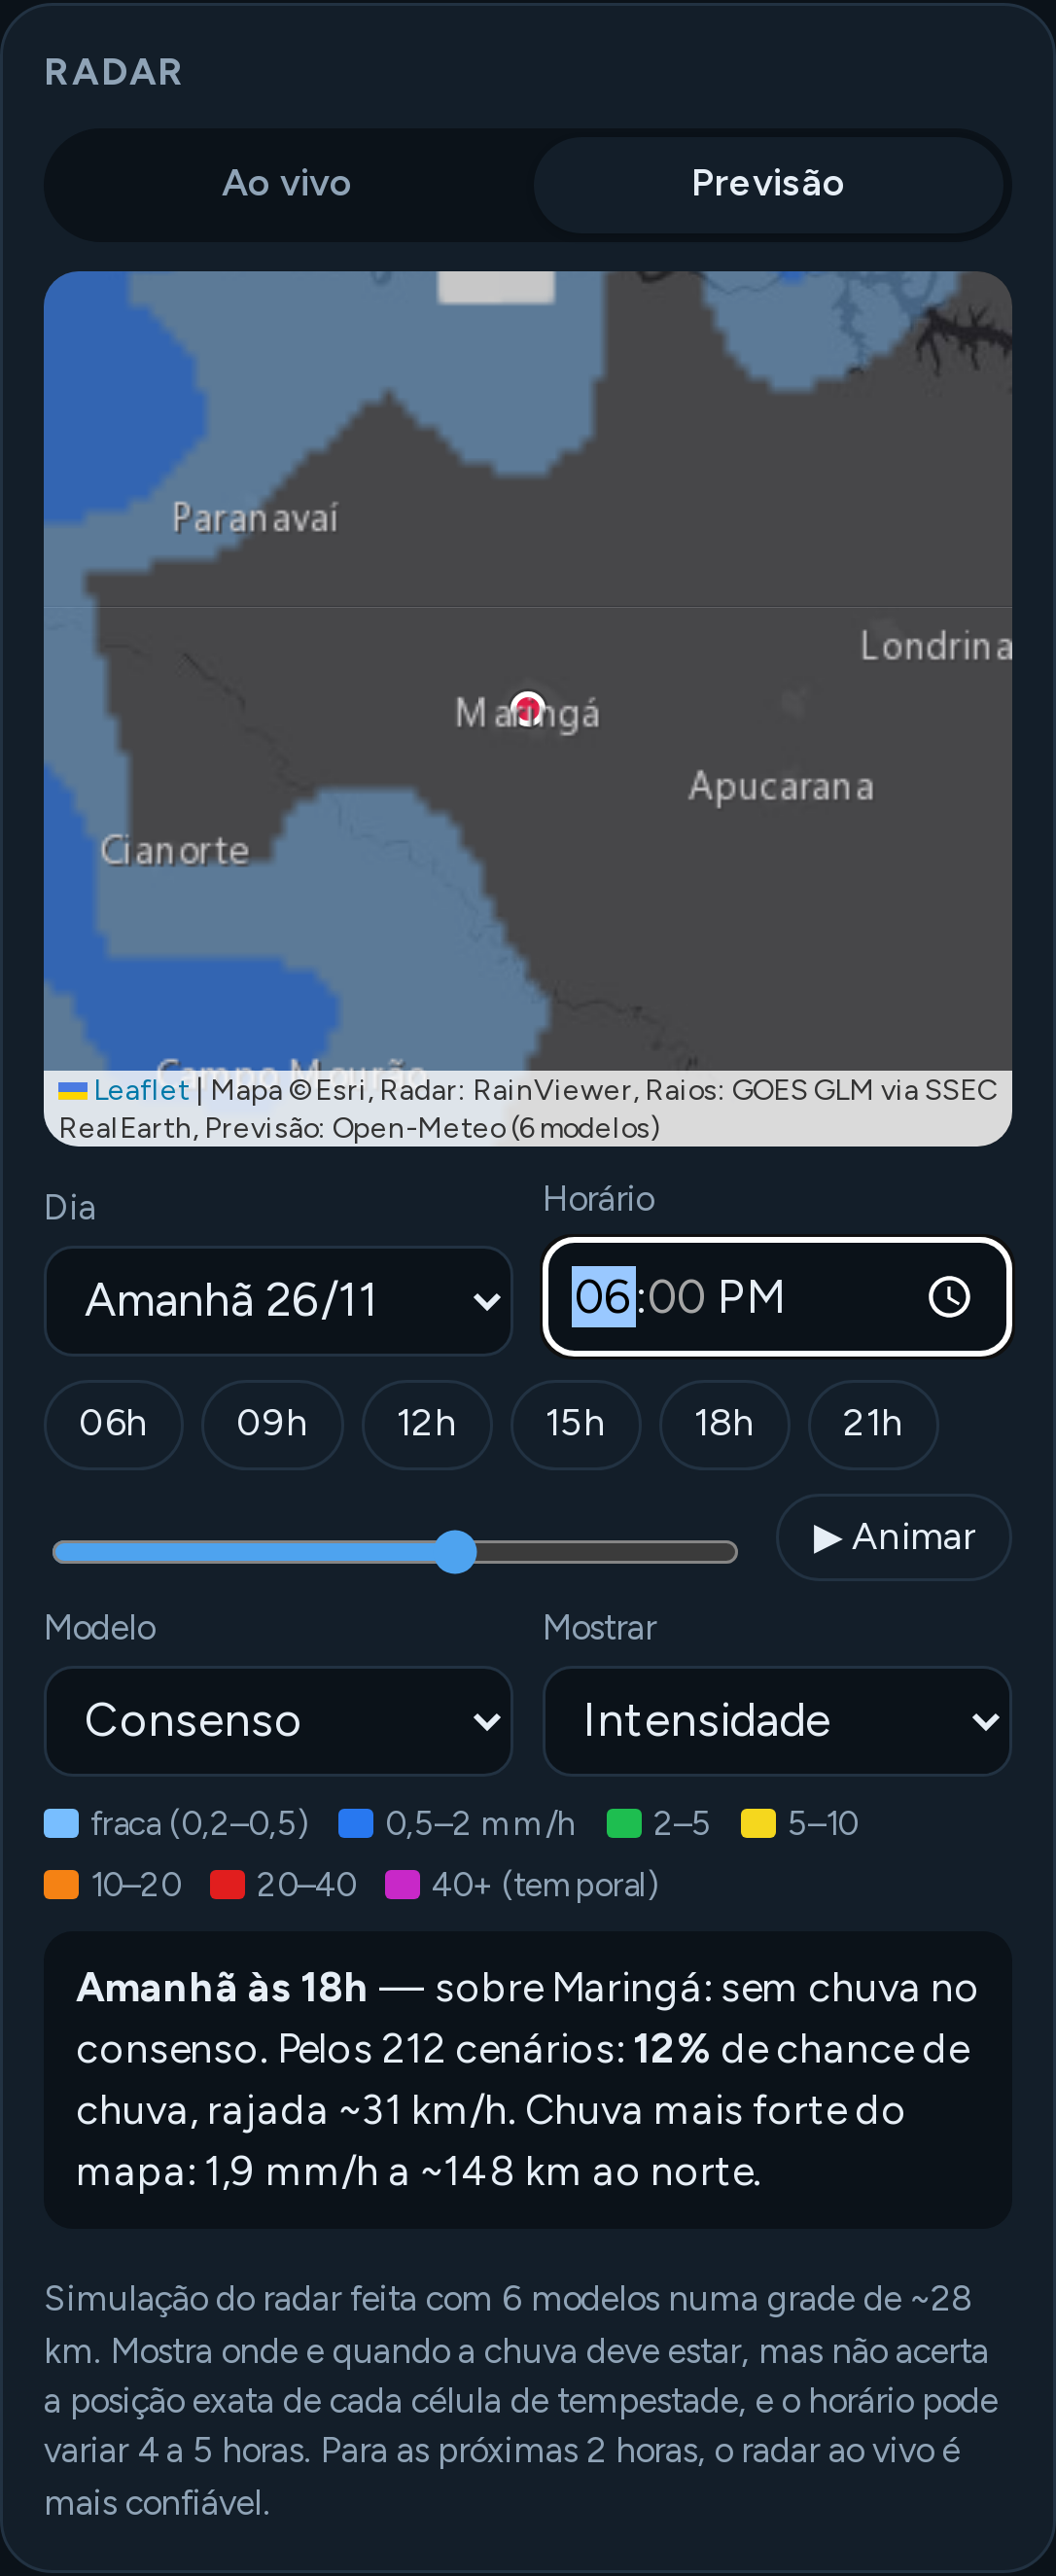 RADAR
Ao vivo
Previsão
Paranavaí
Londrina
Maringá
Apucarana
Cianorte
Campo Mourão
Leaflet | Mapa © Esri, Radar: RainViewer, Raios: GOES GLM via SSEC
RealEarth, Previsão: Open-Meteo (6 modelos)
Dia
Horário
Amanhã 26/11
06:00 PM
06h 09h 12h 15h 18h 21h
▶ Animar
Modelo
Mostrar
Consenso
Intensidade
fraca (0,2–0,5) 0,5–2 mm/h 2–5 5–10
10–20 20–40 40+ (temporal)
Amanhã às 18h — sobre Maringá: sem chuva no
consenso. Pelos 212 cenários: 12% de chance de
chuva, rajada ~31 km/h. Chuva mais forte do
mapa: 1,9 mm/h a ~148 km ao norte.
Simulação do radar feita com 6 modelos numa grade de ~28
km. Mostra onde e quando a chuva deve estar, mas não acerta
a posição exata de cada célula de tempestade, e o horário pode
variar 4 a 5 horas. Para as próximas 2 horas, o radar ao vivo é
mais confiável.